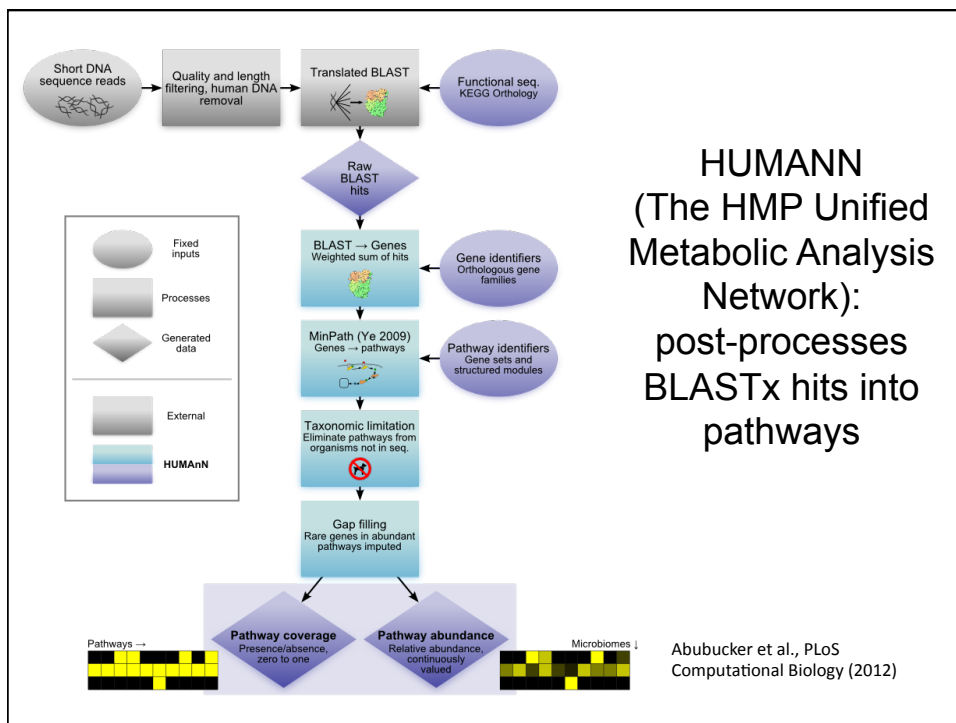 Short DNA
sequence reads
Quality and length
filtering, human DNA
removal
Translated BLAST
Functional seq.
KEGG Orthology
Raw
BLAST
hits
BLAST → Genes
Weighted sum of hits
Gene identifiers
Orthologous gene
families
MinPath (Ye 2009)
Genes → pathways
Pathway identifiers
Gene sets and
structured modules
Taxonomic limitation
Eliminate pathways from
organisms not in seq.
Gap filling
Rare genes in abundant
pathways imputed
Pathway coverage
Presence/absence,
zero to one
Pathway abundance
Relative abundance,
continuously
valued
Pathways →
Microbiomes ↓
Fixed
inputs
Processes
Generated
data
External
HUMAnN
HUMANN
(The HMP Unified
Metabolic Analysis
Network):
post-processes
BLASTx hits into
pathways
Abubucker et al., PLoS
Computational Biology (2012)